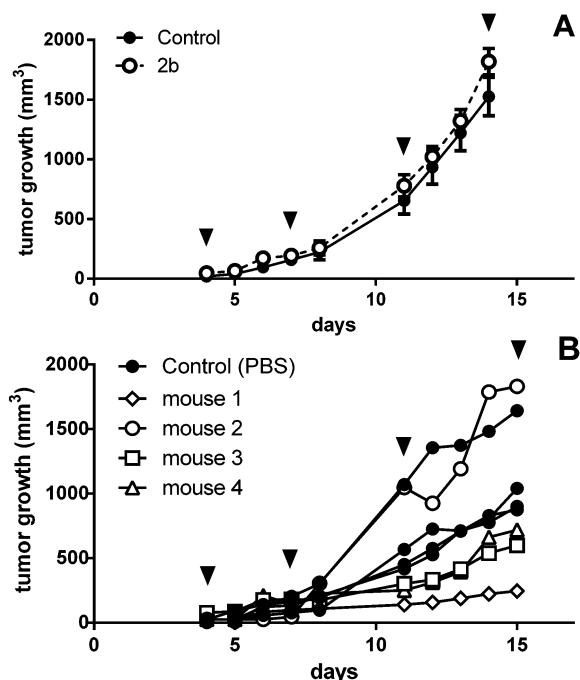 A
2000
1500
1000
500
0
tumor growth (mm³)
Control
2b
0 5 10 15
days
B
2000
1500
1000
500
0
tumor growth (mm³)
Control (PBS)
mouse 1
mouse 2
mouse 3
mouse 4
0 5 10 15
days